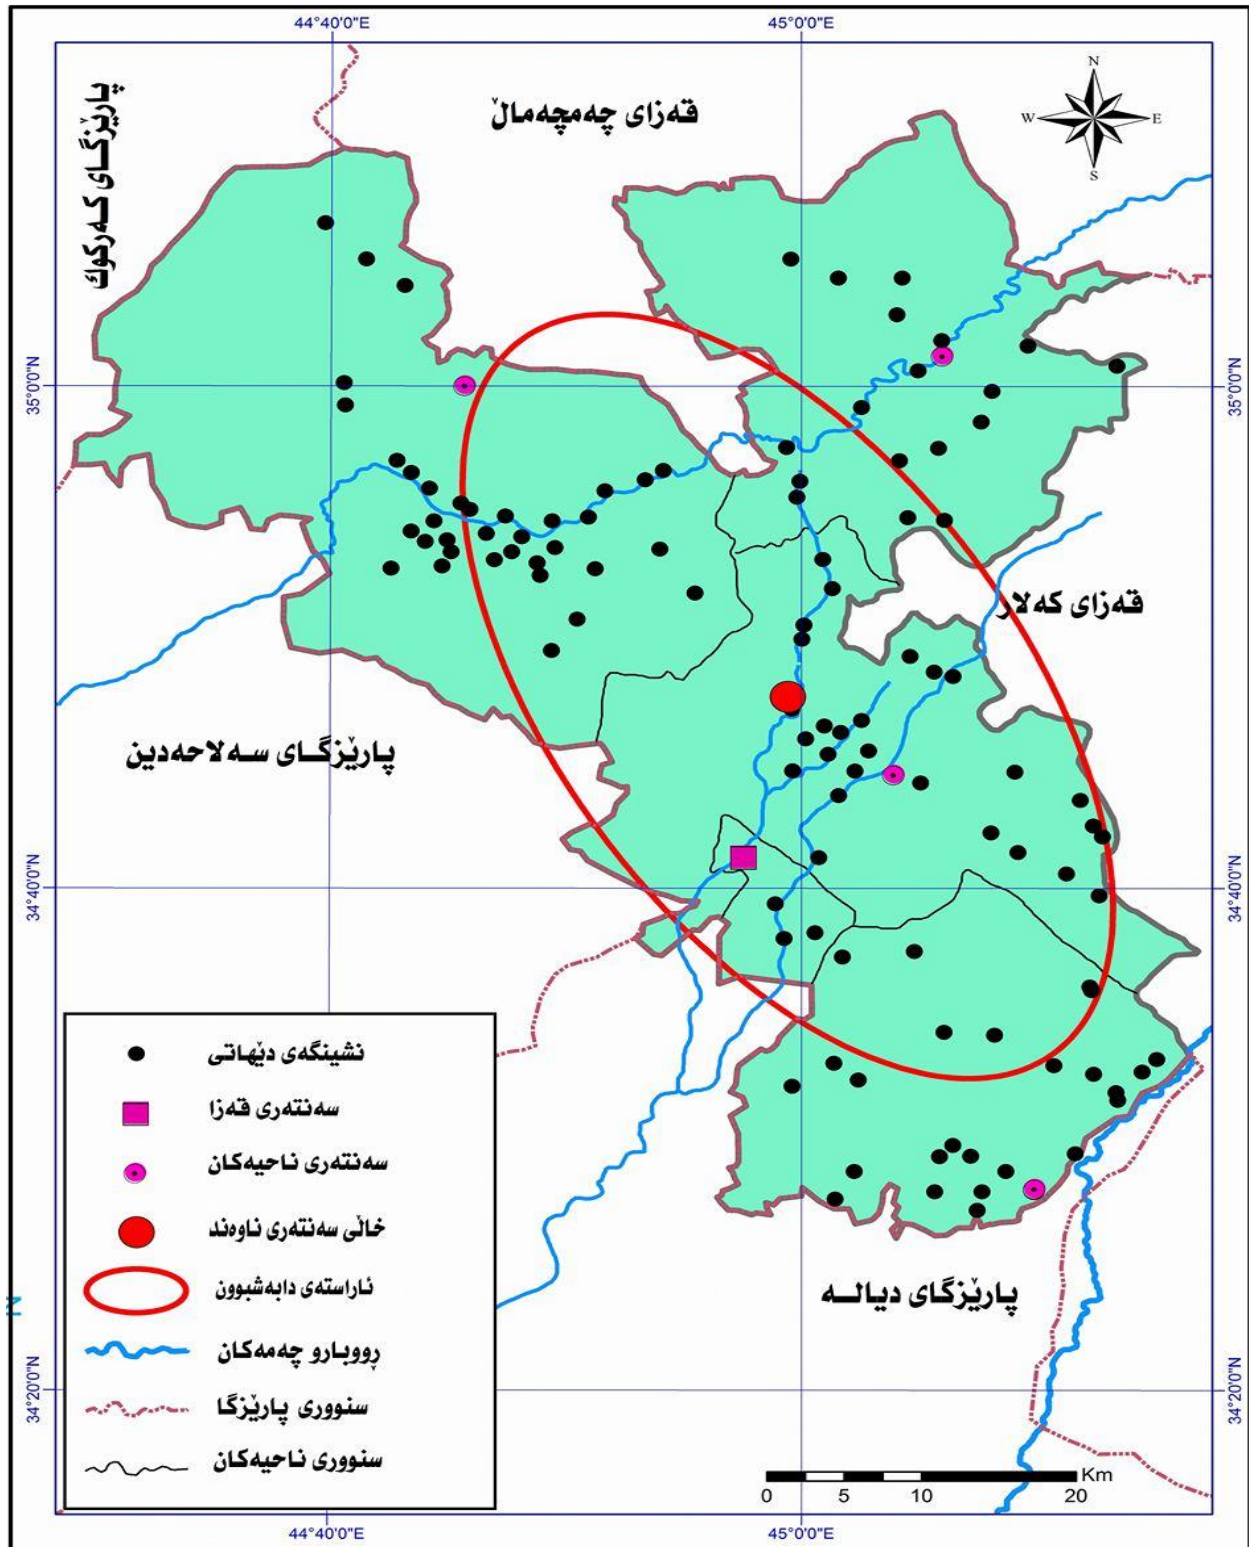 44°40'0"E
45°0'0"E
N
W
E
S
قەزای چەمچەماڵ
پارێزگای کەرکوك
35°0'0"N
35°0'0"N
قەزای کەلار
پارێزگای سەلاحەدین
34°40'0"N
34°40'0"N
نشینگەی دێهاتی
سەنتەری قەزا
سەنتەری ناحیەکان
خاڵی سەنتەری ناوەند
ئاراستەی دابەشبوون
ڕووبارو چەمەکان
سنووری پارێزگا
سنووری ناحیەکان
پارێزگای دیالە
N
34°20'0"N
34°20'0"N
Km
0 5 10 20
44°40'0"E
45°0'0"E